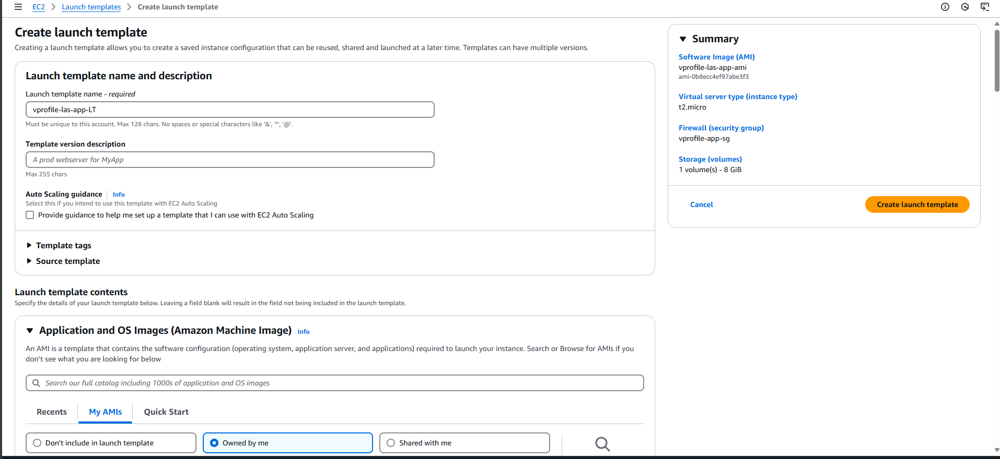 EC2 > Launch templates > Create launch template
Create launch template
Creating a launch template allows you to create a saved instance configuration that can be reused, shared and launched at a later time. Templates can have multiple versions.
Launch template name and description
Launch template name - required
vprofile-las-app-LT
Must be unique to this account. Max 128 chars. No spaces or special characters like '&', '*', '@'.
Template version description
A prod webserver for MyApp
Max 255 chars
Auto Scaling guidance | Info
Select this if you intend to use this template with EC2 Auto Scaling
Provide guidance to help me set up a template that I can use with EC2 Auto Scaling
Template tags
Source template
Launch template contents
Specify the details of your launch template below. Leaving a field blank will result in the field not being included in the launch template.
Application and OS Images (Amazon Machine Image) Info
An AMI is a template that contains the software configuration (operating system, application server, and applications) required to launch your instance. Search or Browse for AMIs if you
don't see what you are looking for below
Search our full catalog including 1000s of application and OS images
Recents
My AMIs
Quick Start
Don't include in launch template
Owned by me
Shared with me
Summary
Software Image (AMI)
vprofile-las-app-ami
ami-0b8ecc4ef97abe3f3
Virtual server type (instance type)
t2.micro
Firewall (security group)
vprofile-app-sg
Storage (volumes)
1 volume(s) - 8 GiB
Cancel
Create launch template